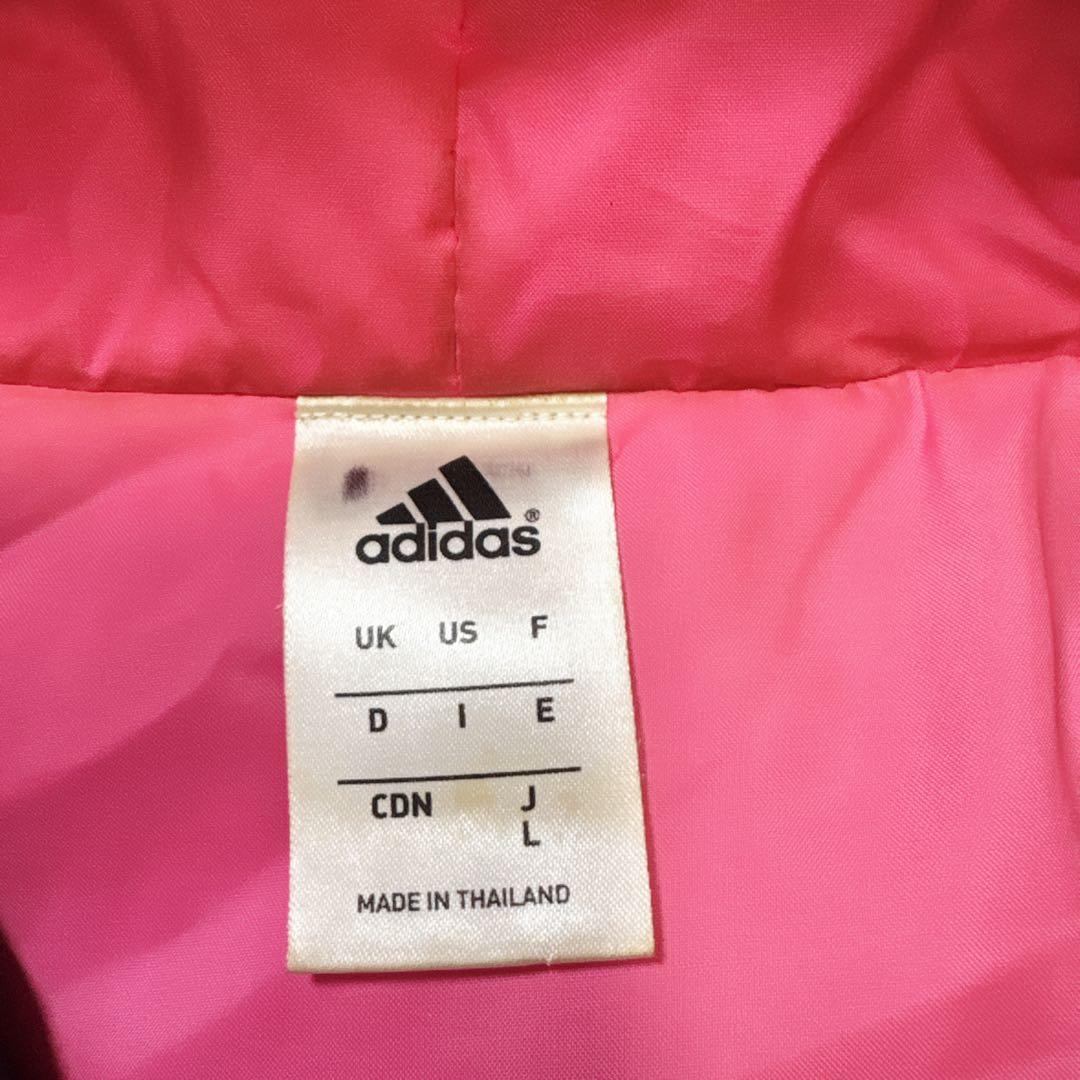 adidas®
UK US F
D I E
CDN J
L
MADE IN THAILAND